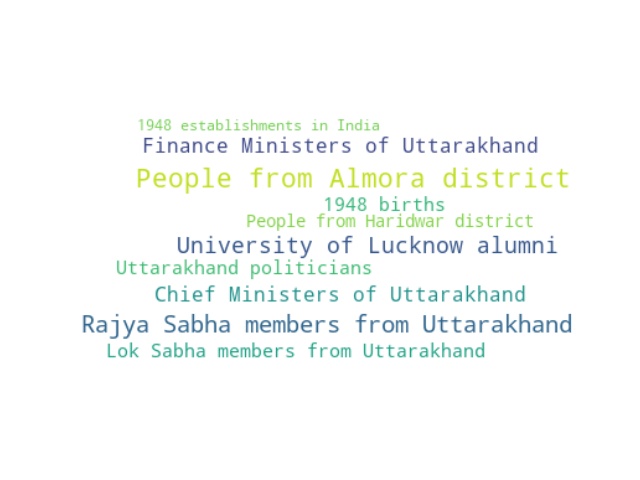 1948 establishments in India
Finance Ministers of Uttarakhand
People from Almora district
1948 births
People from Haridwar district
University of Lucknow alumni
Uttarakhand politicians
Chief Ministers of Uttarakhand
Rajya Sabha members from Uttarakhand
Lok Sabha members from Uttarakhand